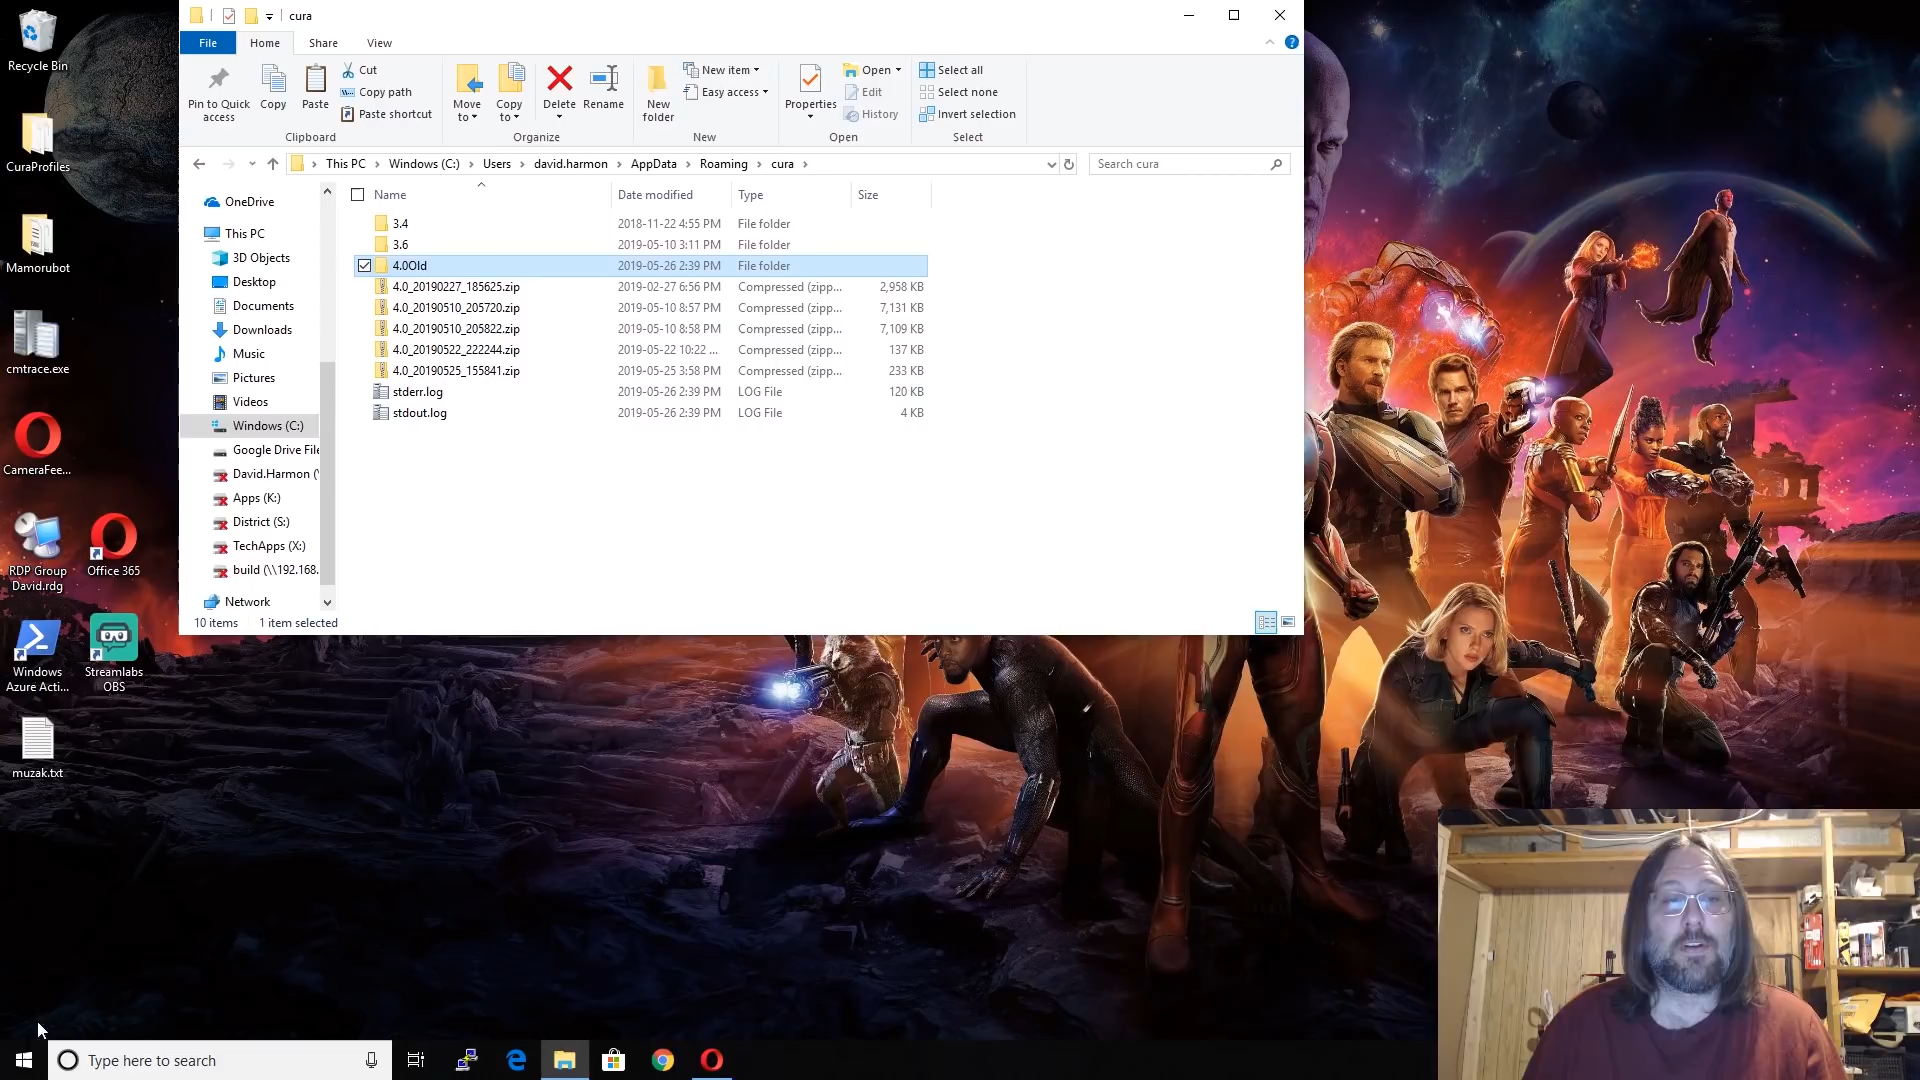 cura
File
Home
Share
View
Pin to Quick access
Copy
Paste
Cut
Copy path
Paste shortcut
Clipboard
Move to
Copy to
Delete
Rename
Organize
New folder
New item
Easy access
New
Properties
Open
Edit
History
Open
Select all
Select none
Invert selection
Select
This PC
Windows (C:)
Users
david.harmon
AppData
Roaming
cura
Search cura
OneDrive
This PC
3D Objects
Desktop
Documents
Downloads
Music
Pictures
Videos
Windows (C:)
Google Drive File
David.Harmon (
Apps (K:)
District (S:)
TechApps (X:)
build (\\192.168.
Network
Name Date modified Type Size
3.4 2018-11-22 4:55 PM File folder
3.6 2019-05-10 3:11 PM File folder
4.0Old 2019-05-26 2:39 PM File folder
4.0_20190227_185625.zip 2019-02-27 6:56 PM Compressed (zipp... 2,958 KB
4.0_20190510_205720.zip 2019-05-10 8:57 PM Compressed (zipp... 7,131 KB
4.0_20190510_205822.zip 2019-05-10 8:58 PM Compressed (zipp... 7,109 KB
4.0_20190522_222244.zip 2019-05-22 10:22 ... Compressed (zipp... 137 KB
4.0_20190525_155841.zip 2019-05-25 3:58 PM Compressed (zipp... 233 KB
stderr.log 2019-05-26 2:39 PM LOG File 120 KB
stdout.log 2019-05-26 2:39 PM LOG File 4 KB
10 items 1 item selected
Recycle Bin
CuraProfiles
Mamorubot
cmtrace.exe
CameraFee...
RDP Group
David.rdg
Office 365
Windows
Azure Acti...
Streamlabs
OBS
muzak.txt
Type here to search